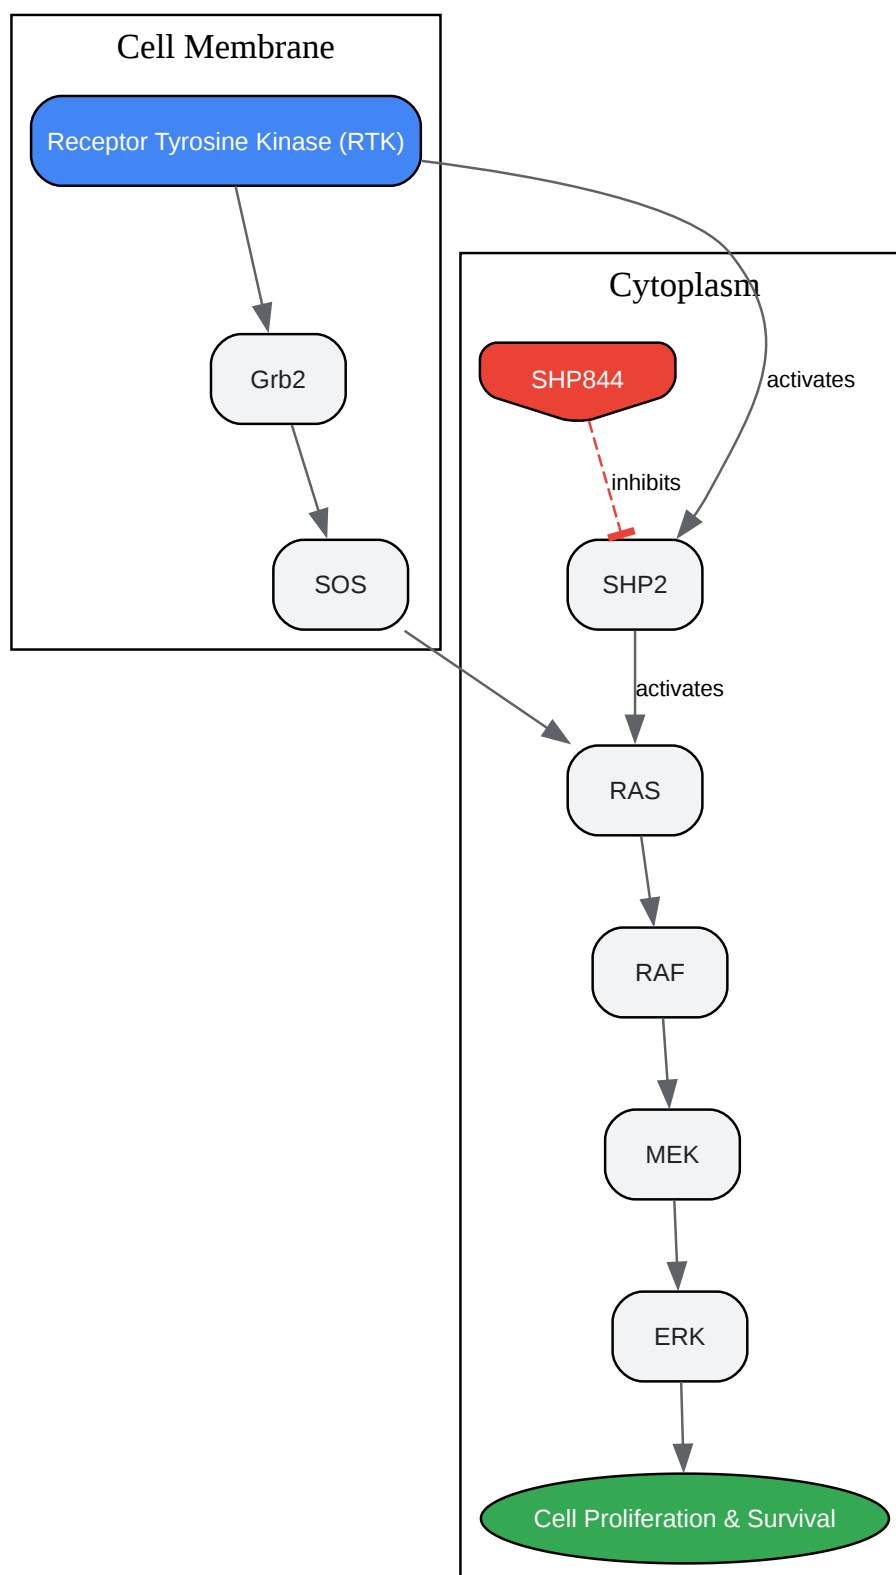 Cell Membrane
Receptor Tyrosine Kinase (RTK)
Grb2
SOS
Cytoplasm
SHP844
activates
inhibits
SHP2
activates
RAS
RAF
MEK
ERK
Cell Proliferation & Survival